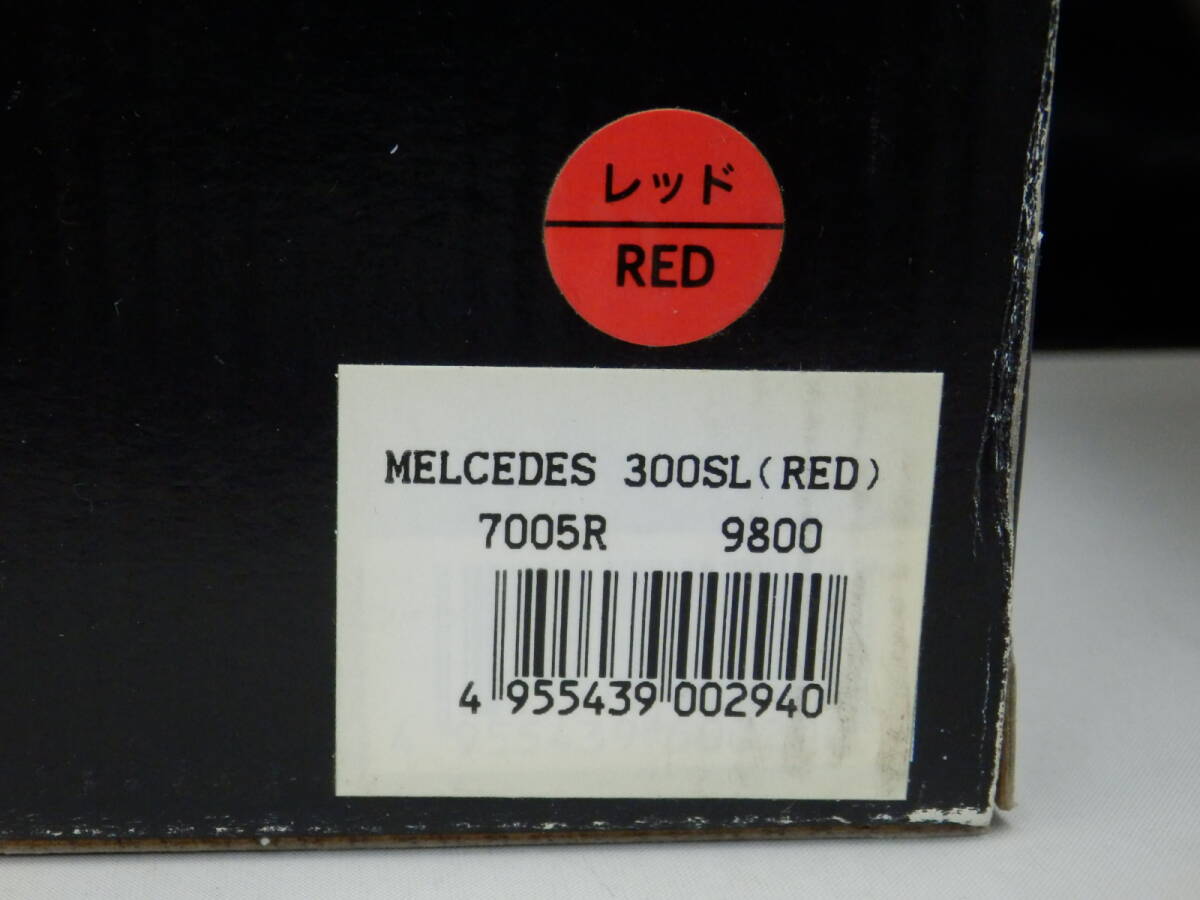 レッド
RED
MELCEDES 300SL(RED)
7005R 9800
4 955439 002940